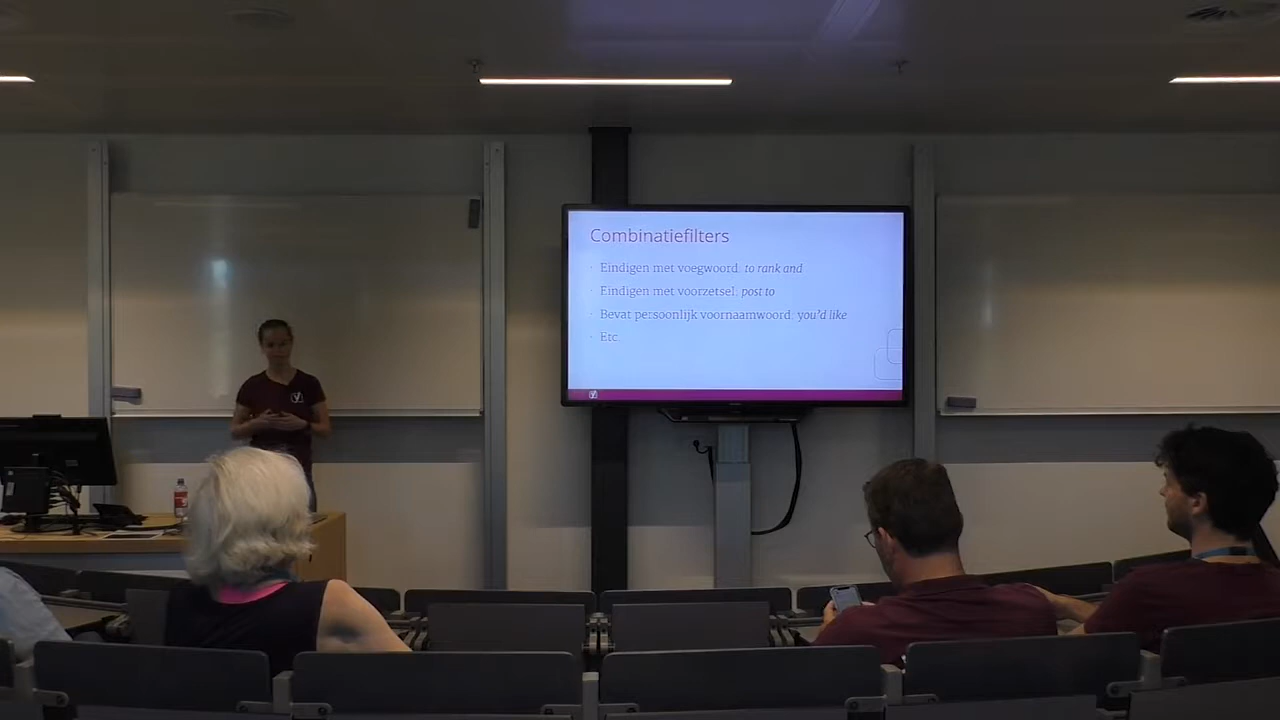 Combinatiefilters
· Eindigen met voegwoord: to rank and
· Eindigen met voorzetsel: post to
· Bevat persoonlijk voornaamwoord: you'd like
· Etc.